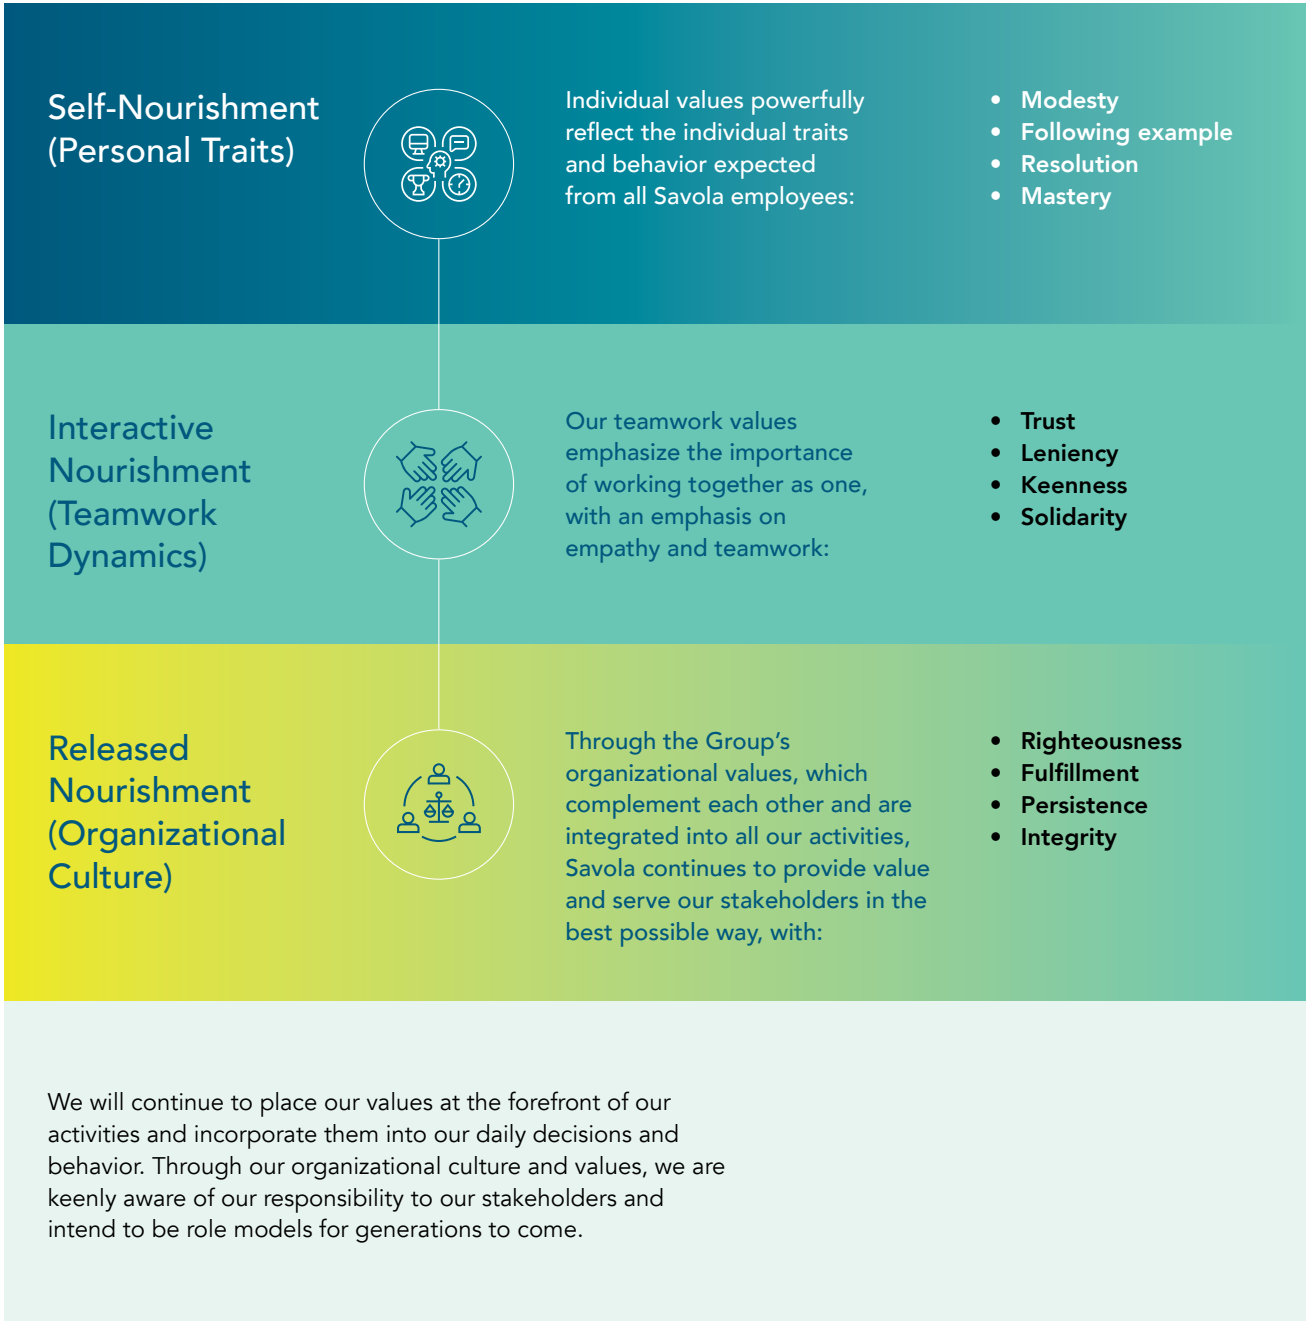 Self-Nourishment
(Personal Traits)
Individual values powerfully
reflect the individual traits
and behavior expected
from all Savola employees:
• Modesty
• Following example
• Resolution
• Mastery
Interactive
Nourishment
(Teamwork
Dynamics)
Our teamwork values
emphasize the importance
of working together as one,
with an emphasis on
empathy and teamwork:
• Trust
• Leniency
• Keenness
• Solidarity
Released
Nourishment
(Organizational
Culture)
Through the Group’s
organizational values, which
complement each other and are
integrated into all our activities,
Savola continues to provide value
and serve our stakeholders in the
best possible way, with:
• Righteousness
• Fulfillment
• Persistence
• Integrity
We will continue to place our values at the forefront of our
activities and incorporate them into our daily decisions and
behavior. Through our organizational culture and values, we are
keenly aware of our responsibility to our stakeholders and
intend to be role models for generations to come.